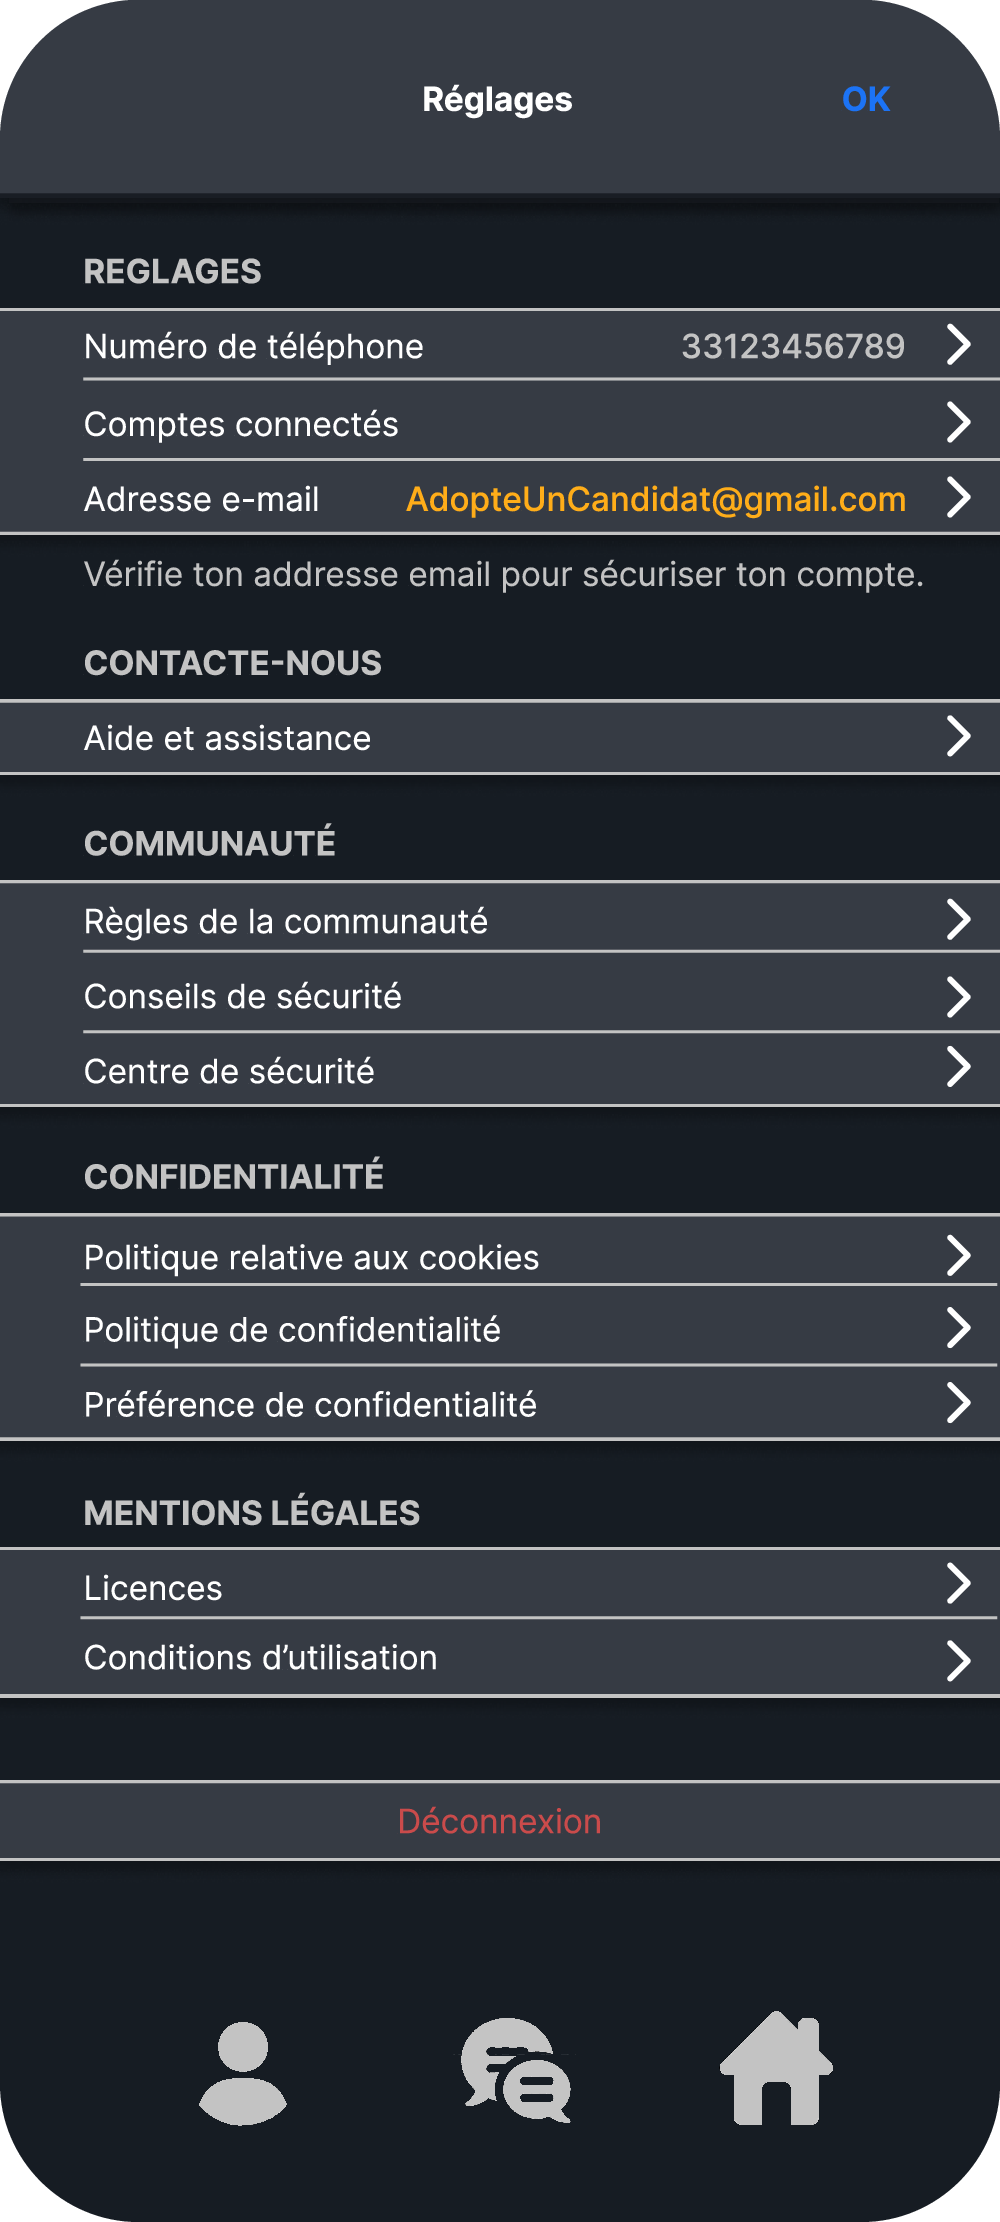 Réglages OK
REGLAGES
Numéro de téléphone 33123456789
Comptes connectés
Adresse e-mail AdopteUnCandidat@gmail.com
Vérifie ton addresse email pour sécuriser ton compte.
CONTACTE-NOUS
Aide et assistance
COMMUNAUTÉ
Règles de la communauté
Conseils de sécurité
Centre de sécurité
CONFIDENTIALITÉ
Politique relative aux cookies
Politique de confidentialité
Préférence de confidentialité
MENTIONS LÉGALES
Licences
Conditions d’utilisation
Déconnexion